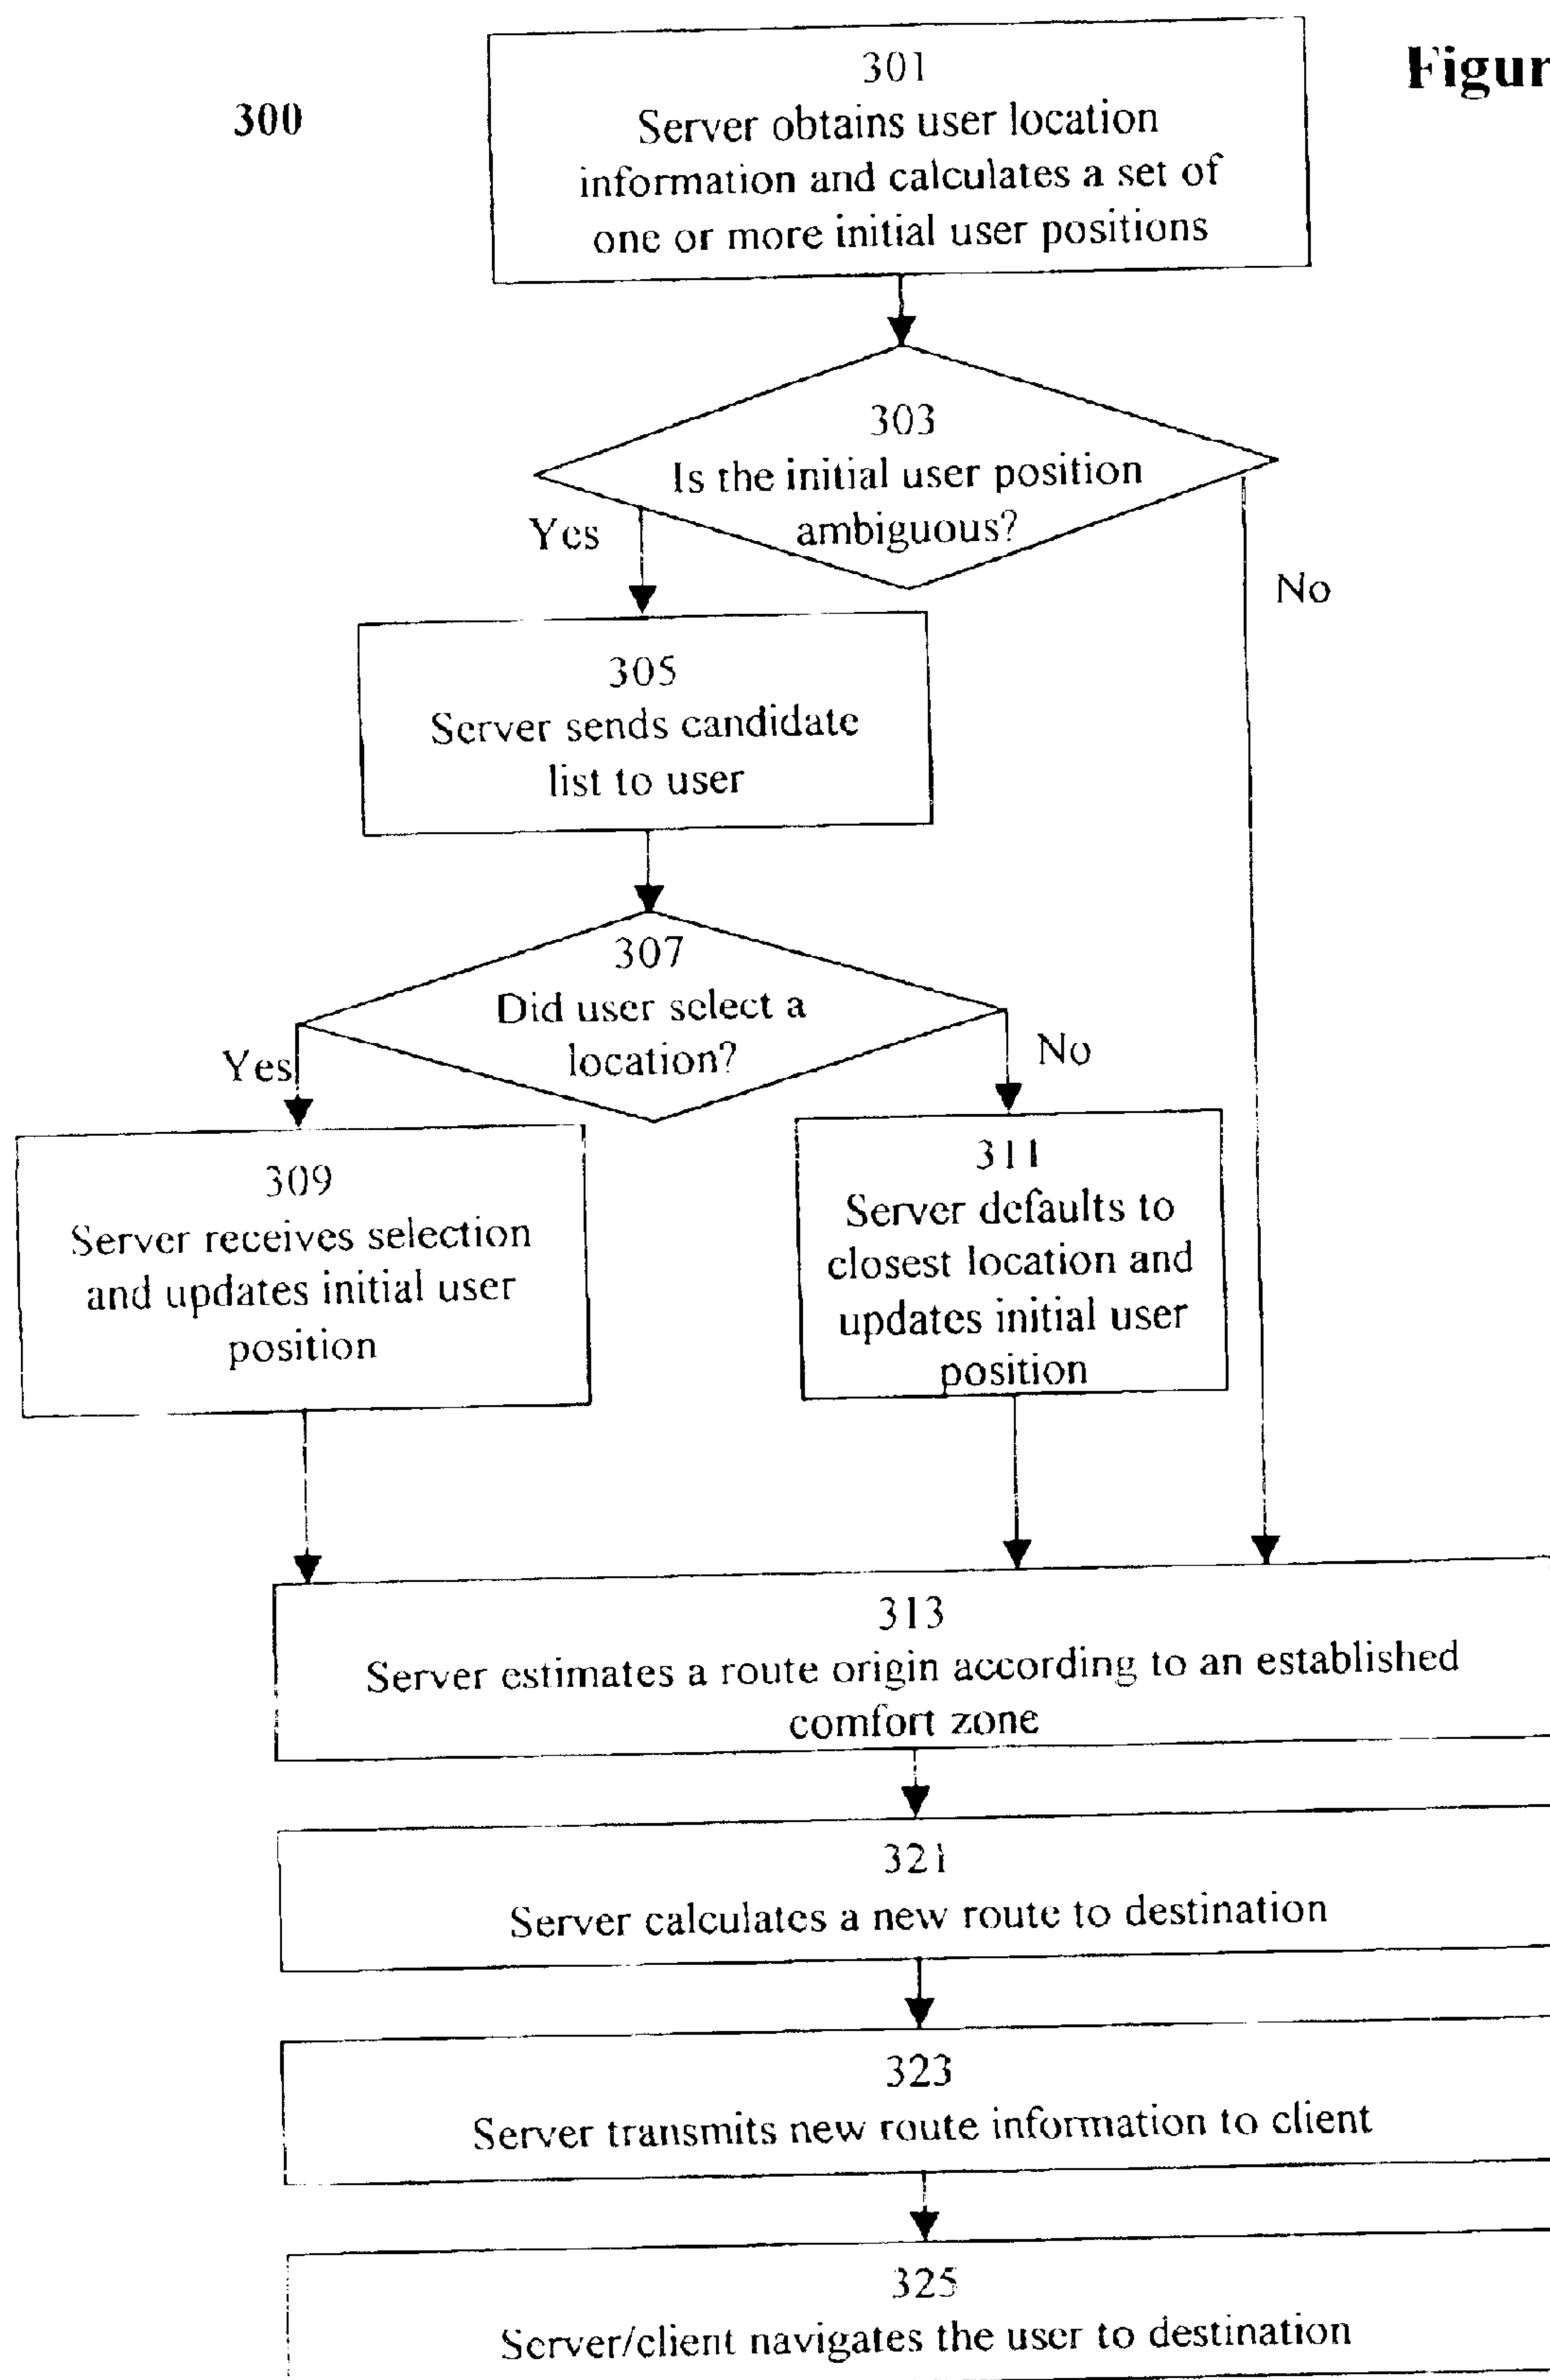 300
Figur
301
Server obtains user location
information and calculates a set of
one or more initial user positions
303
Is the initial user position
ambiguous?
Yes
No
305
Server sends candidate
list to user
307
Did user select a
location?
Yes
No
309
Server receives selection
and updates initial user
position
311
Server defaults to
closest location and
updates initial user
position
313
Server estimates a route origin according to an established
comfort zone
321
Server calculates a new route to destination
323
Server transmits new route information to client
325
Server/client navigates the user to destination